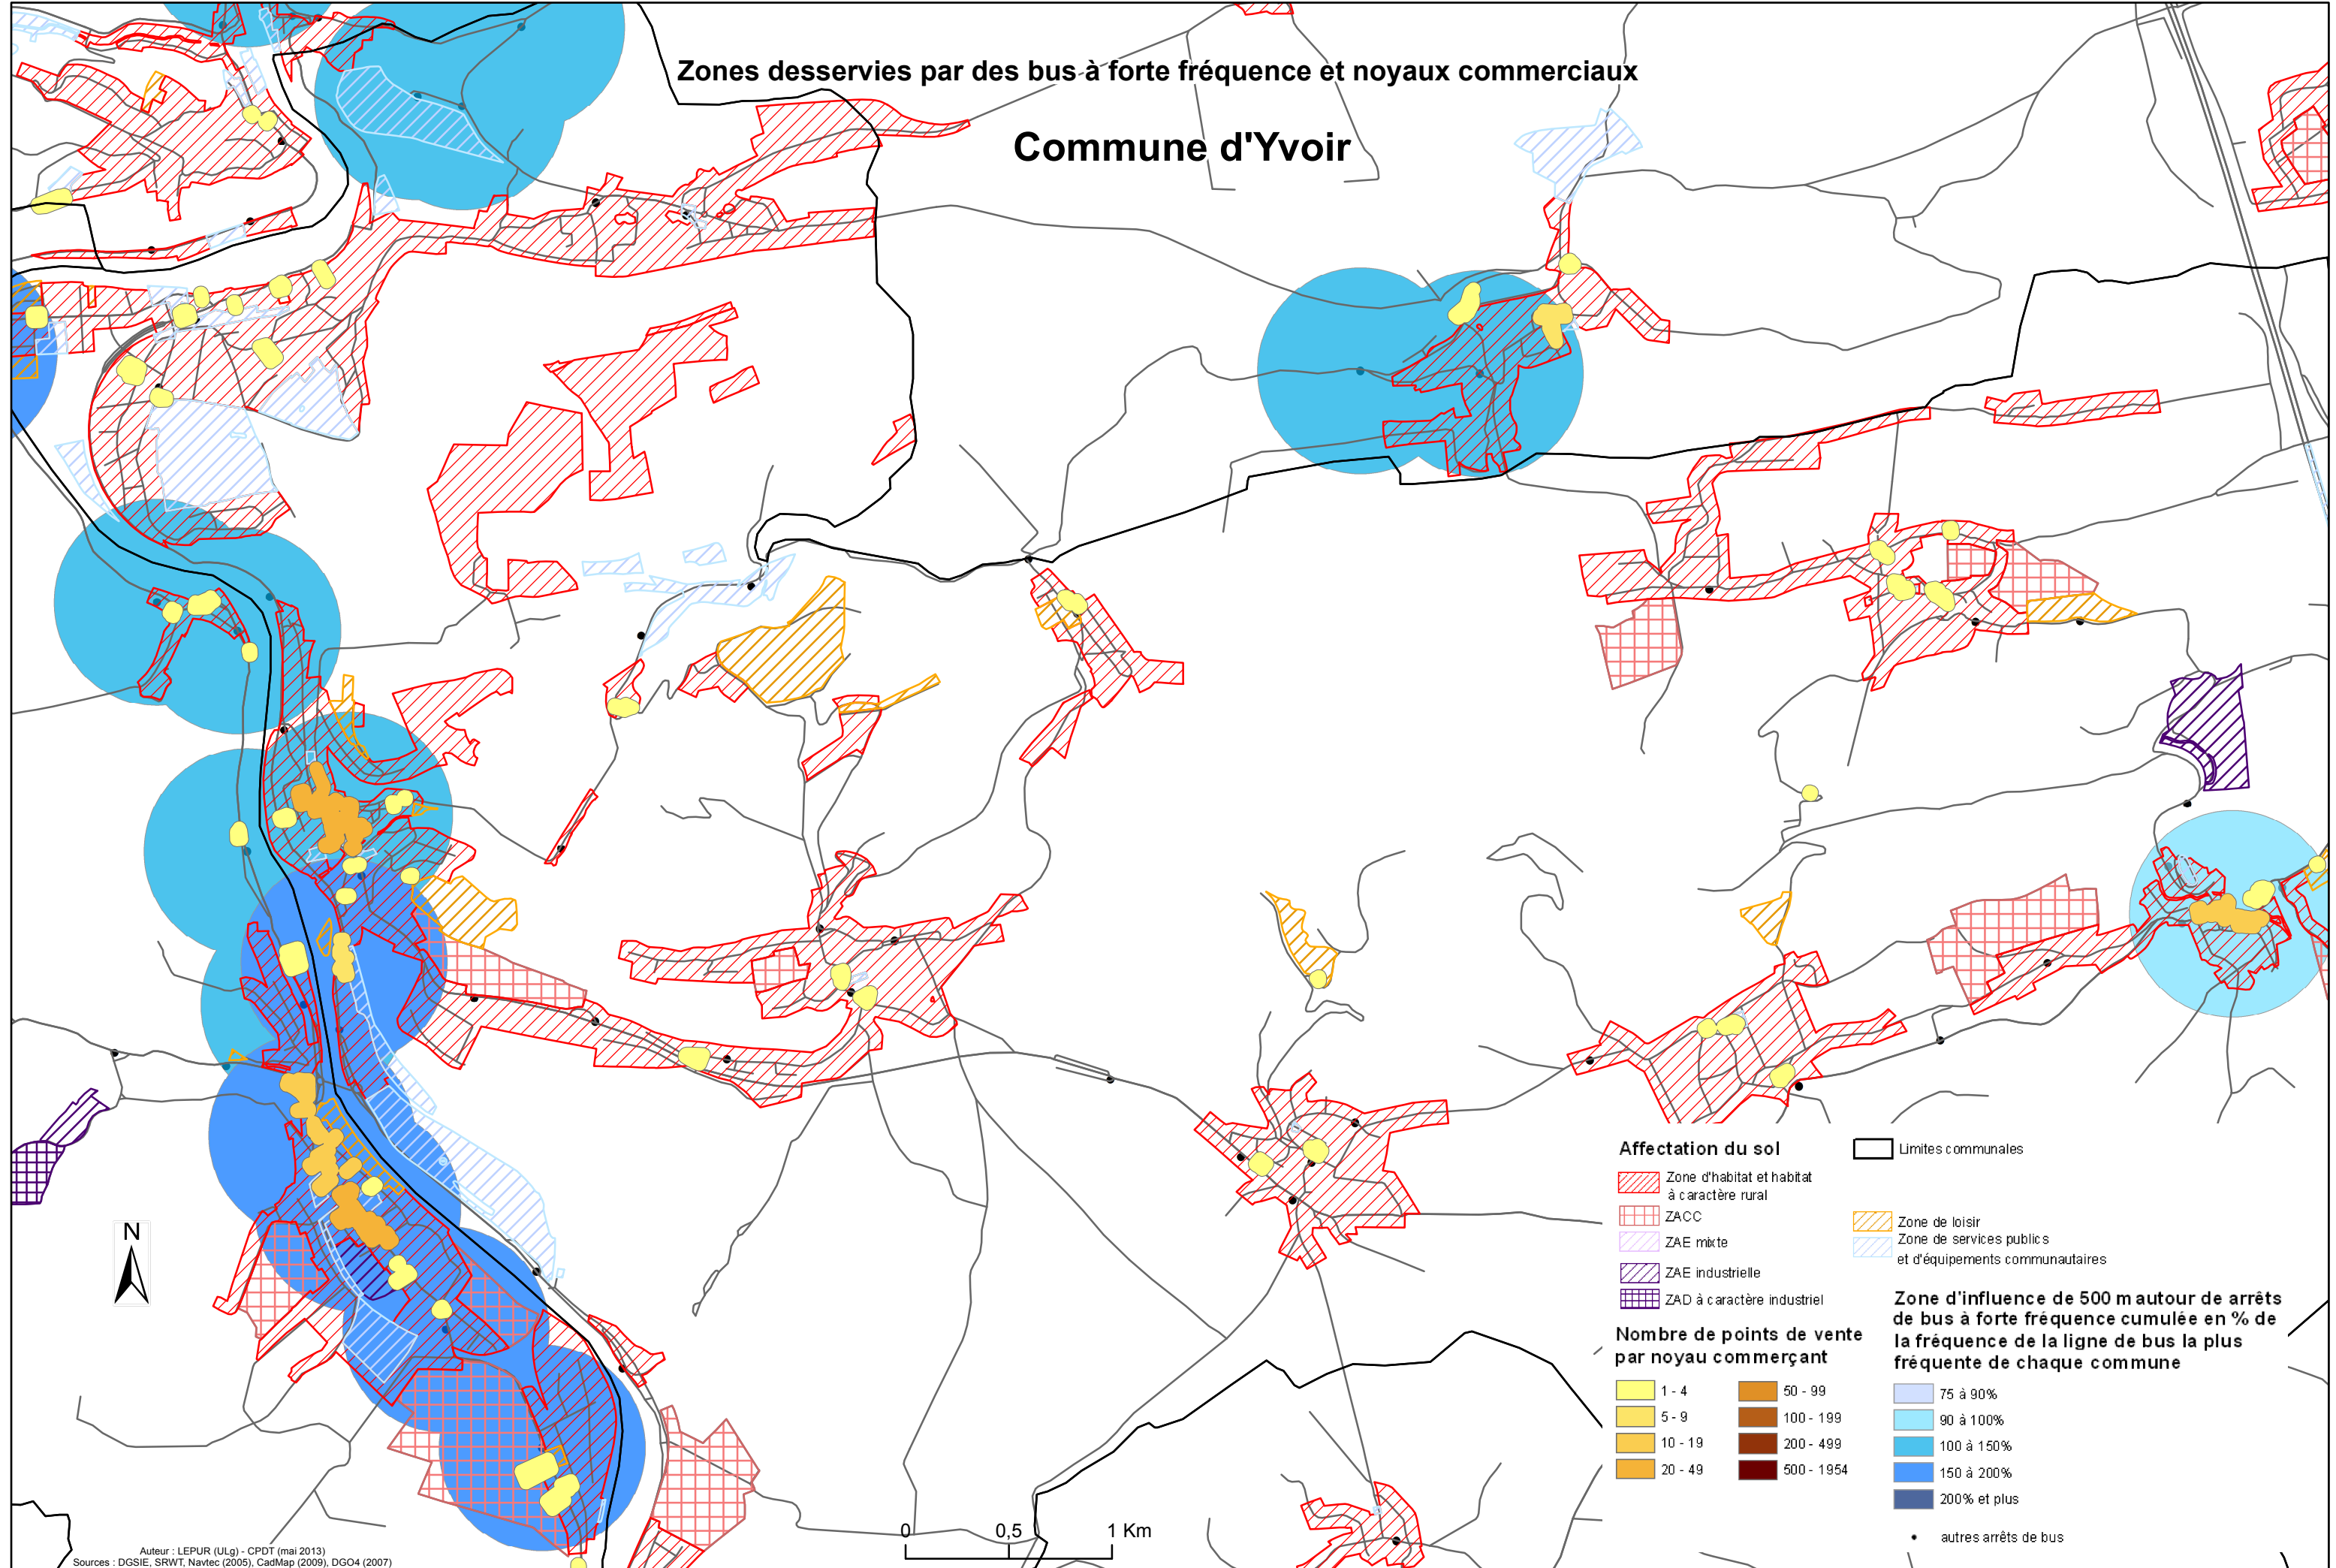 Zones desservies par des bus à forte fréquence et noyaux commerciaux
Commune d'Yvoir
Affectation du sol
Zone d'habitat et habitat
à caractère rural
ZACC
ZAE mixte
ZAE industrielle
ZAD à caractère industriel
Limites communales
Zone de loisir
Zone de services publics
et d'équipements communautaires
Nombre de points de vente
par noyau commerçant
1 - 4
5 - 9
10 - 19
20 - 49
50 - 99
100 - 199
200 - 499
500 - 1954
Zone d'influence de 500 m autour de arrêts
de bus à forte fréquence cumulée en % de
la fréquence de la ligne de bus la plus
fréquente de chaque commune
75 à 90%
90 à 100%
100 à 150%
150 à 200%
200% et plus
autres arrêts de bus
N
0 0,5 1 Km
Auteur : LEPUR (ULg) - CPDT (mai 2013)
Sources : DGSIE, SRWT, Navtec (2005), CadMap (2009), DGO4 (2007)